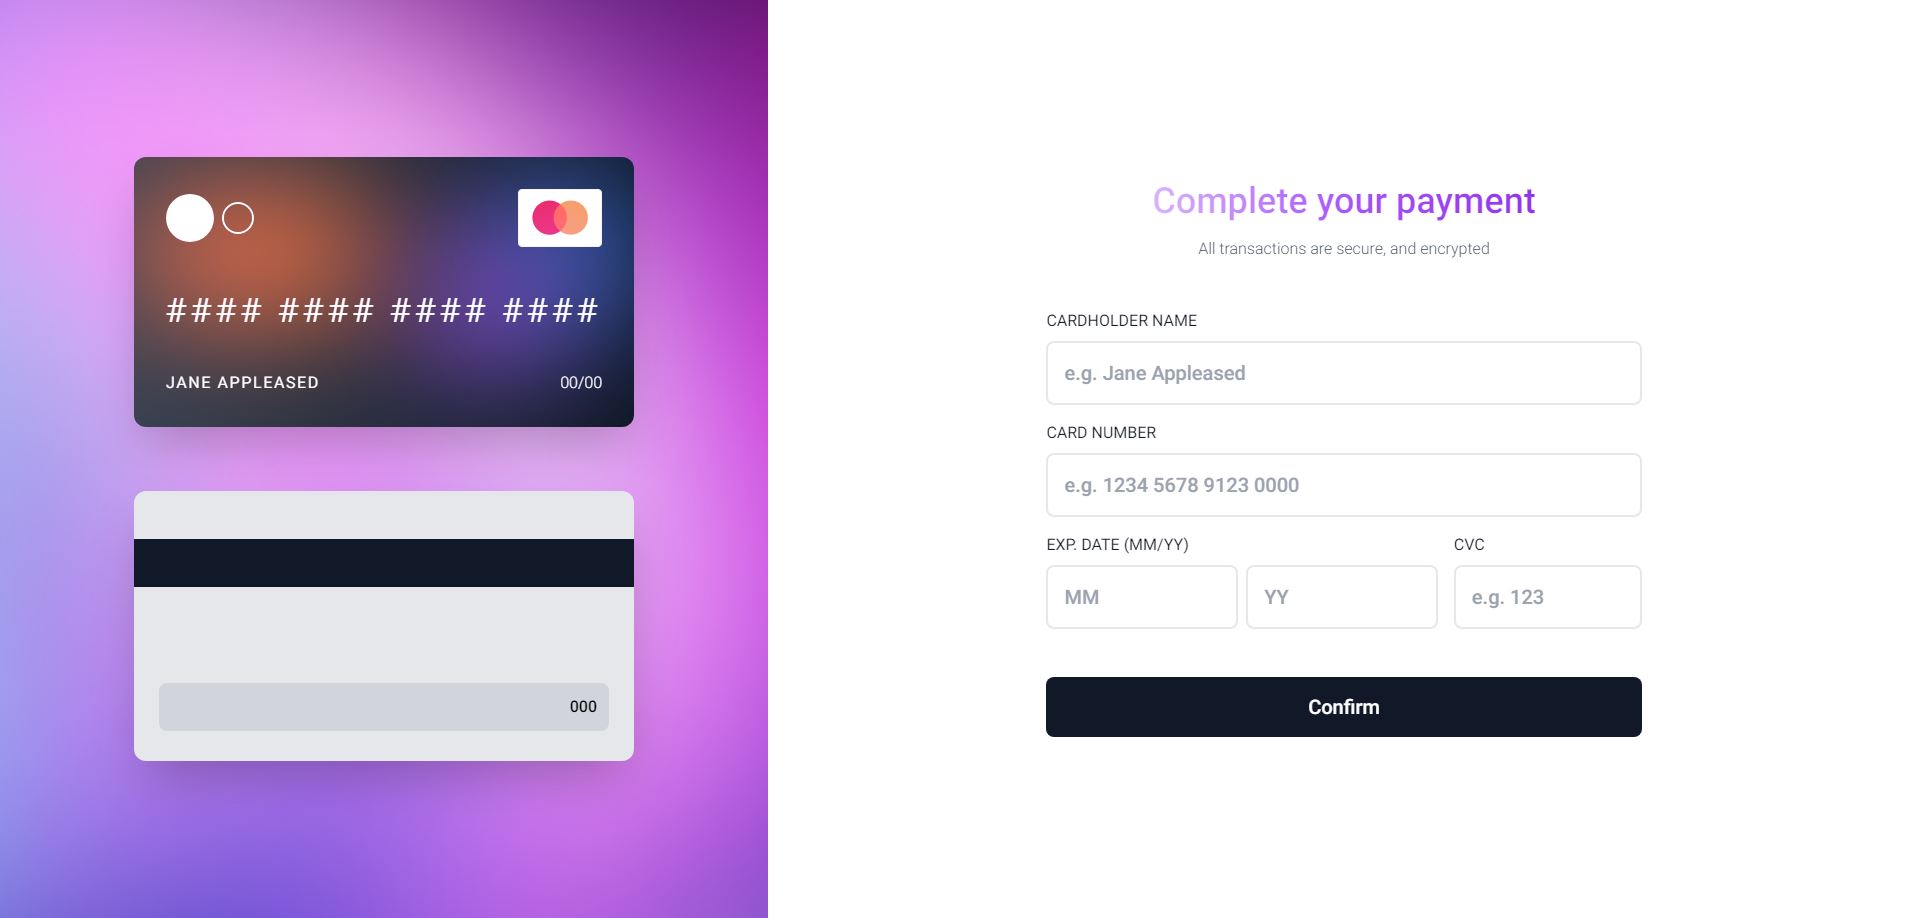 #### #### #### ####
JANE APPLEASED 00/00
000
Complete your payment
All transactions are secure, and encrypted
CARDHOLDER NAME
e.g. Jane Appleased
CARD NUMBER
e.g. 1234 5678 9123 0000
EXP. DATE (MM/YY) CVC
MM YY e.g. 123
Confirm